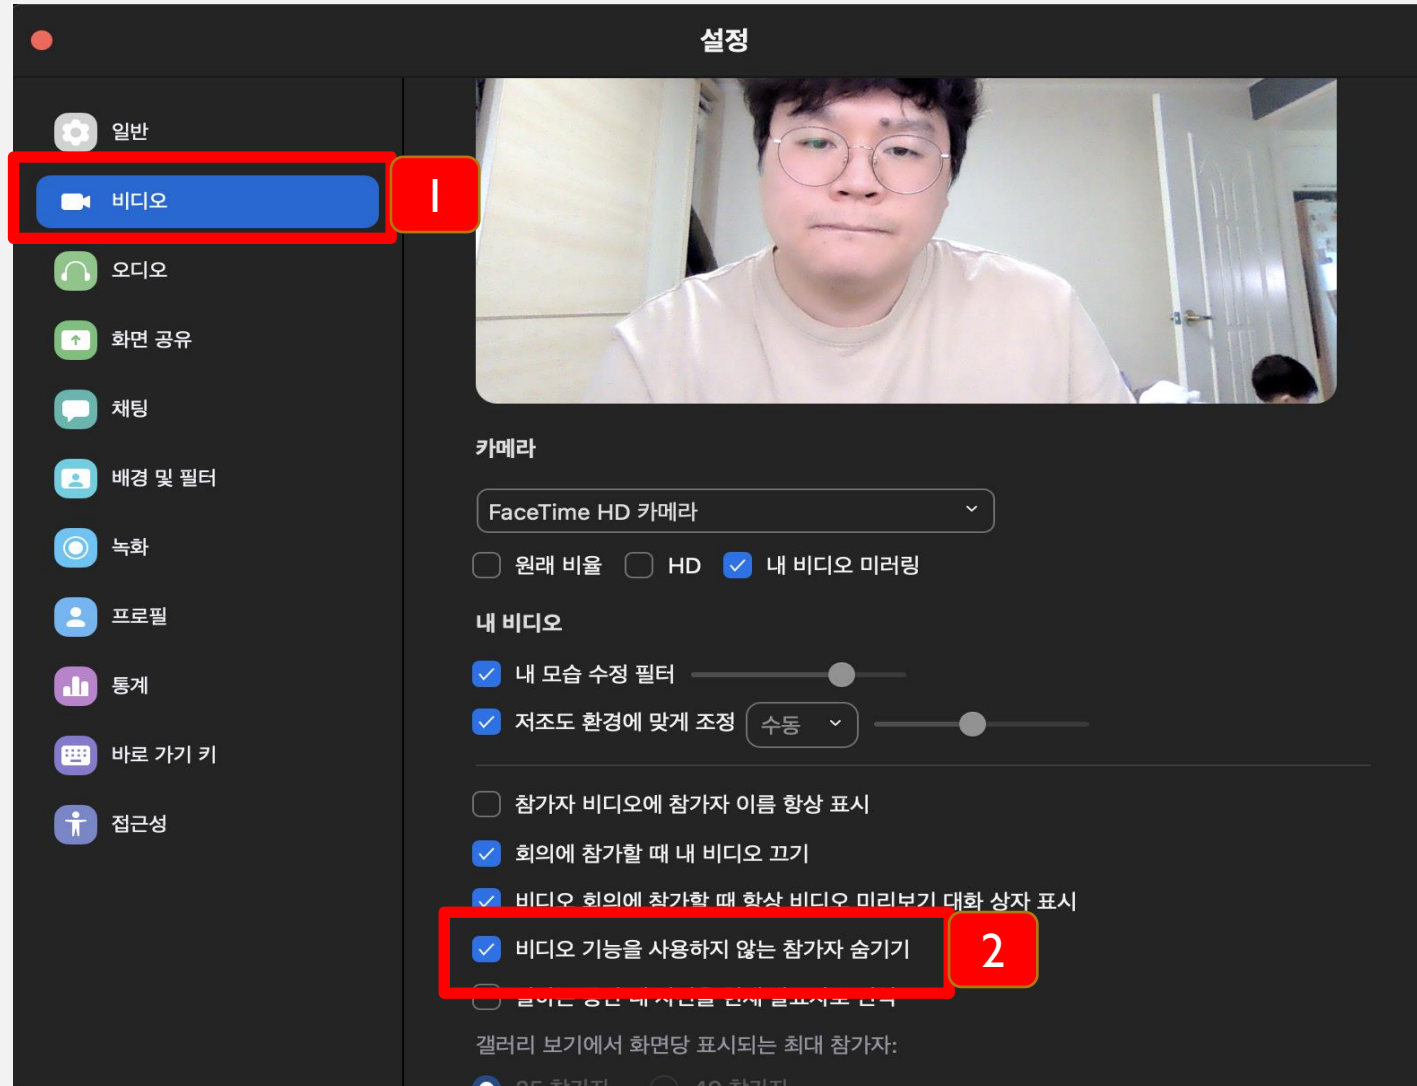 설정
일반
비디오
1
오디오
화면 공유
채팅
배경 및 필터
녹화
프로필
통계
바로 가기 키
접근성
카메라
FaceTime HD 카메라
원래 비율 HD 내 비디오 미러링
내 비디오
내 모습 수정 필터
저조도 환경에 맞게 조정 수동
참가자 비디오에 참가자 이름 항상 표시
회의에 참가할 때 내 비디오 끄기
비디오 회의에 참가할 때 항상 비디오 미리보기 대화 상자 표시
비디오 기능을 사용하지 않는 참가자 숨기기
2
갤러리 보기에서 화면당 표시되는 최대 참가자: